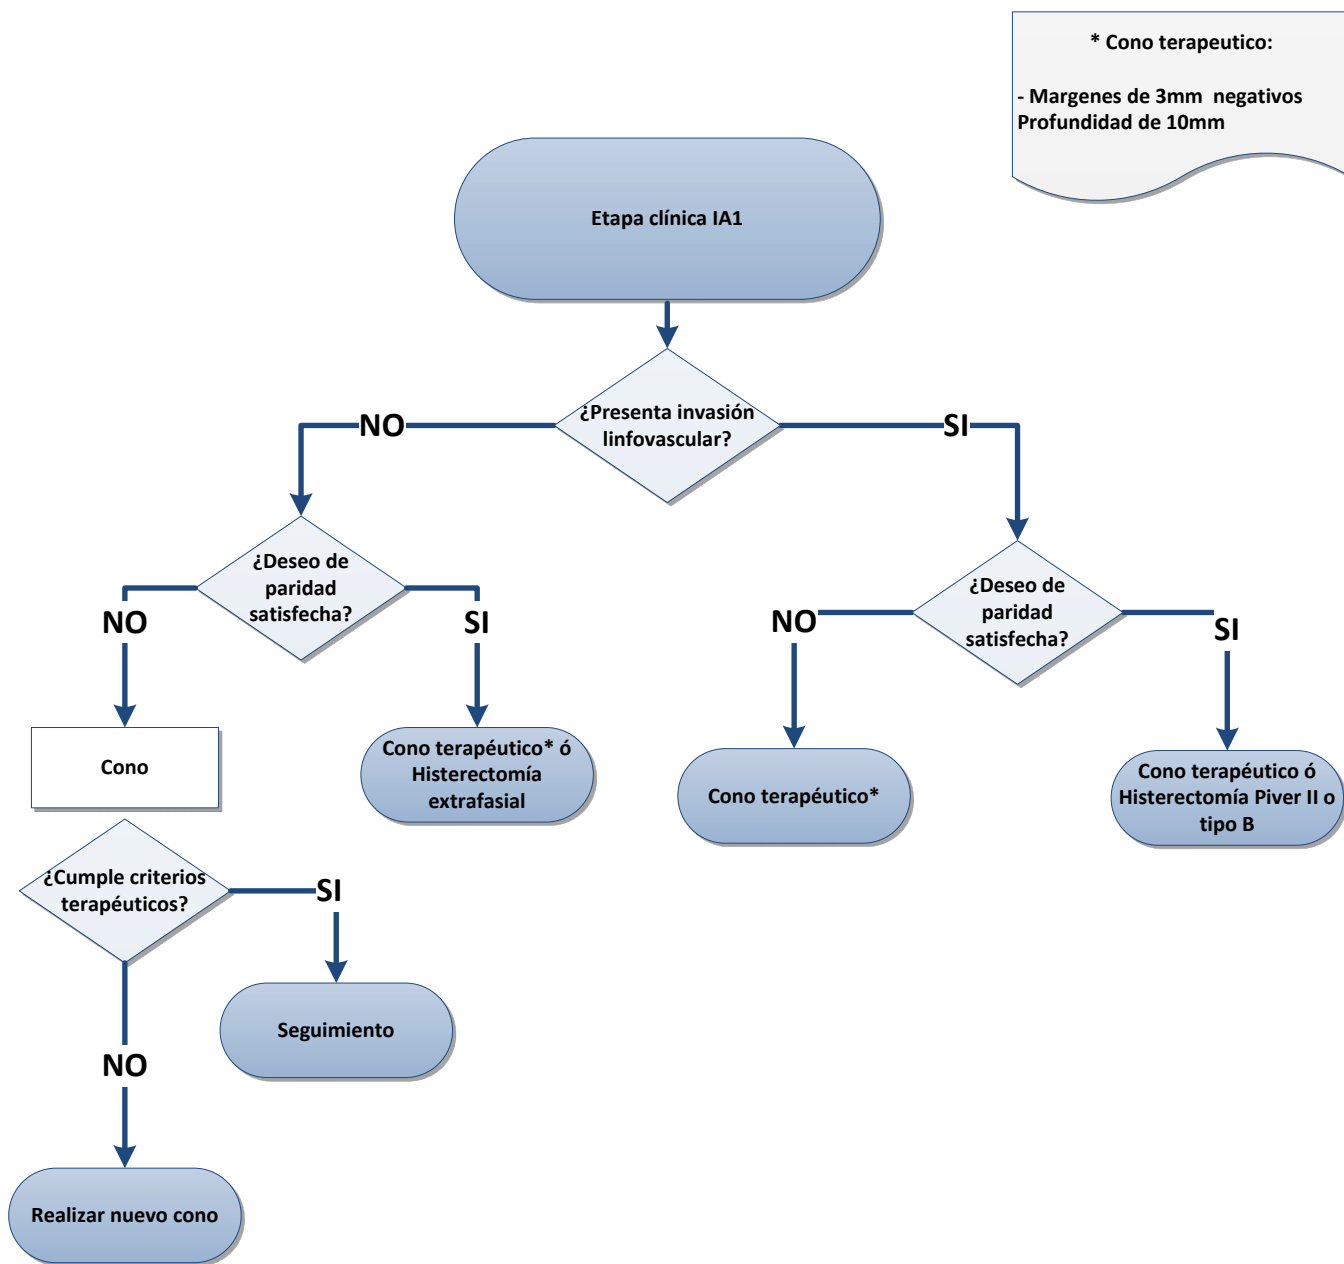 * Cono terapeutico:
- Margenes de 3mm  negativos
Profundidad de 10mm
Etapa clínica IA1
¿Presenta invasión
linfovascular?
NO
SI
¿Deseo de
paridad
satisfecha?
NO
SI
¿Deseo de
paridad
satisfecha?
NO
SI
Cono
Cono terapéutico* ó
Histerectomía
extrafasial
Cono terapéutico*
Cono terapéutico ó
Histerectomía Piver II o
tipo B
¿Cumple criterios
terapéuticos?
SI
NO
Seguimiento
Realizar nuevo cono